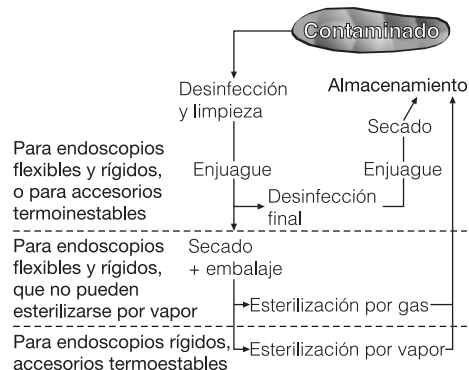 Contaminado
Desinfección
y limpieza
Almacenamiento
Secado
Para endoscopios
flexibles y rígidos,
o para accesorios
termoinestables
Enjuague
Enjuague
Desinfección
final
Para endoscopios
flexibles y rígidos,
que no pueden
esterilizarse por vapor
Secado
+ embalaje
Esterilización por gas
Para endoscopios rígidos,
accesorios termoestables
Esterilización por vapor